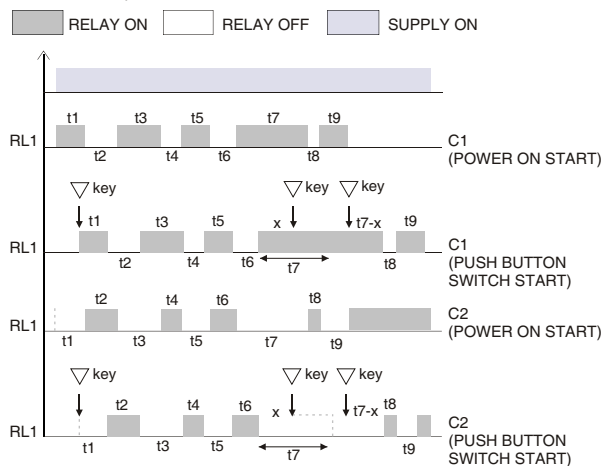 RELAY ON RELAY OFF SUPPLY ON
t1 t3 t5 t7 t9
RL1 C1
t2 t4 t6 t8
(POWER ON START)
key key key
t1 t3 t5 x t7-x t9
RL1 C1
t2 t4 t6 t7 t8
(PUSH BUTTON
SWITCH START)
t2 t4 t6 t8
RL1 C2
(POWER ON START)
t1 t3 t5 t7 t9
key key key
t2 t4 t6 x t7-x t8
RL1 C2
t1 t3 t5 t7 t9
(PUSH BUTTON
SWITCH START)